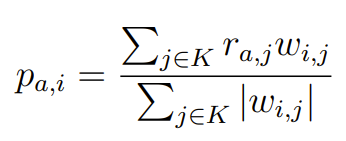 p_{a,i} = \frac{\sum_{j \in K} r_{a,j} w_{i,j}}{\sum_{j \in K} |w_{i,j}|}